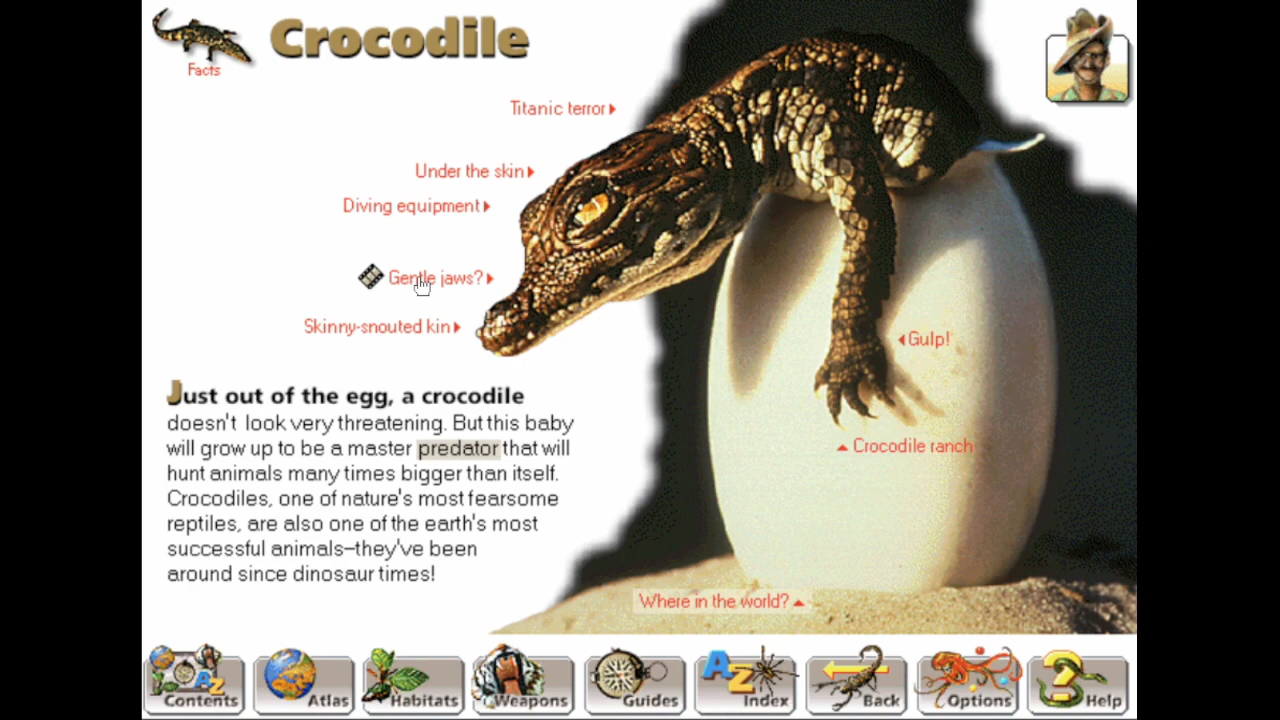 Crocodile
Facts
Titanic terror
Under the skin
Diving equipment
Gentle jaws?
Skinny-snouted kin
Gulp!
Crocodile ranch
Just out of the egg, a crocodile
doesn't look very threatening. But this baby
will grow up to be a master predator that will
hunt animals many times bigger than itself.
Crocodiles, one of nature's most fearsome
reptiles, are also one of the earth's most
successful animals—they've been
around since dinosaur times!
Where in the world?
Contents
Atlas
Habitats
Weapons
Guides
AZ
Index
Back
Options
Help